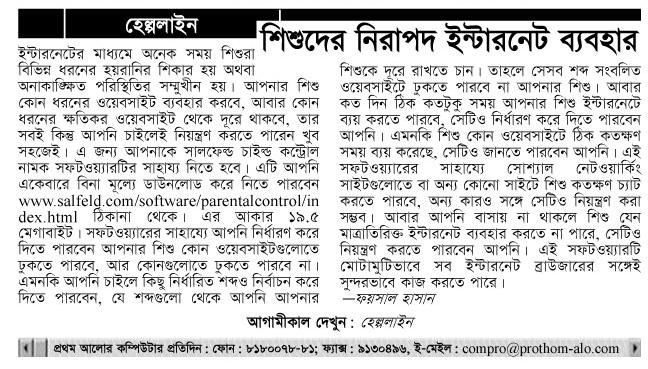 হেল্পলাইন
শিশুদের নিরাপদ ইন্টারনেট ব্যবহার
ইন্টারনেটের মাধ্যমে অনেক সময় শিশুরা
বিভিন্ন ধরনের হয়রানির শিকার হয় অথবা
অনাকাঙ্ক্ষিত পরিস্থিতির সম্মুখীন হয়। আপনার শিশু
কোন ধরনের ওয়েবসাইট ব্যবহার করবে, আবার কোন
ধরনের ক্ষতিকর ওয়েবসাইট থেকে দূরে থাকবে, তার
সবই কিন্তু আপনি চাইলেই নিয়ন্ত্রণ করতে পারেন খুব
সহজেই। এ জন্য আপনাকে সালফেল্ড চাইল্ড কন্ট্রোল
নামক সফটওয়্যারটির সাহায্য নিতে হবে। এটি আপনি
একেবারে বিনা মূল্যে ডাউনলোড করে নিতে পারবেন
www.salfeld.com/software/parentalcontrol/in
dex.html ঠিকানা থেকে। এর আকার ১৯.৫
মেগাবাইট। সফটওয়্যারের সাহায্যে আপনি নির্ধারণ করে
দিতে পারবেন আপনার শিশু কোন ওয়েবসাইটগুলোতে
ঢুকতে পারবে, আর কোনগুলোতে ঢুকতে পারবে না।
এমনকি আপনি চাইলে কিছু নির্ধারিত শব্দও নির্বাচন করে
দিতে পারবেন, যে শব্দগুলো থেকে আপনি আপনার
শিশুকে দূরে রাখতে চান। তাহলে সেসব শব্দ সংবলিত
ওয়েবসাইটে ঢুকতে পারবে না আপনার শিশু। আবার
কত দিন ঠিক কতটুকু সময় আপনার শিশু ইন্টারনেটে
ব্যয় করতে পারবে, সেটিও নির্ধারণ করে দিতে পারবেন
আপনি। এমনকি শিশু কোন ওয়েবসাইটে ঠিক কতক্ষণ
সময় ব্যয় করেছে, সেটিও জানতে পারবেন আপনি। এই
সফটওয়্যারের সাহায্যে সোশ্যাল নেটওয়ার্কিং
সাইটগুলোতে বা অন্য কোনো সাইটে শিশু কতক্ষণ চ্যাট
করতে পারবে, অন্য কারও সঙ্গে সেটিও নিয়ন্ত্রণ করা
সম্ভব। আবার আপনি বাসায় না থাকলে শিশু যেন
মাত্রাতিরিক্ত ইন্টারনেট ব্যবহার করতে না পারে, সেটিও
নিয়ন্ত্রণ করতে পারবেন আপনি। এই সফটওয়্যারটি
মোটামুটিভাবে সব ইন্টারনেট ব্রাউজারের সঙ্গেই
সুন্দরভাবে কাজ করতে পারে।
—ফয়সাল হাসান
আগামীকাল দেখুন : হেল্পলাইন
প্রথম আলোর কম্পিউটার প্রতিদিন : ফোন : ৮১৮০০৭৮-৮১; ফ্যাক্স : ৯১৩০৪৯৬, ই-মেইল : compro@prothom-alo.com